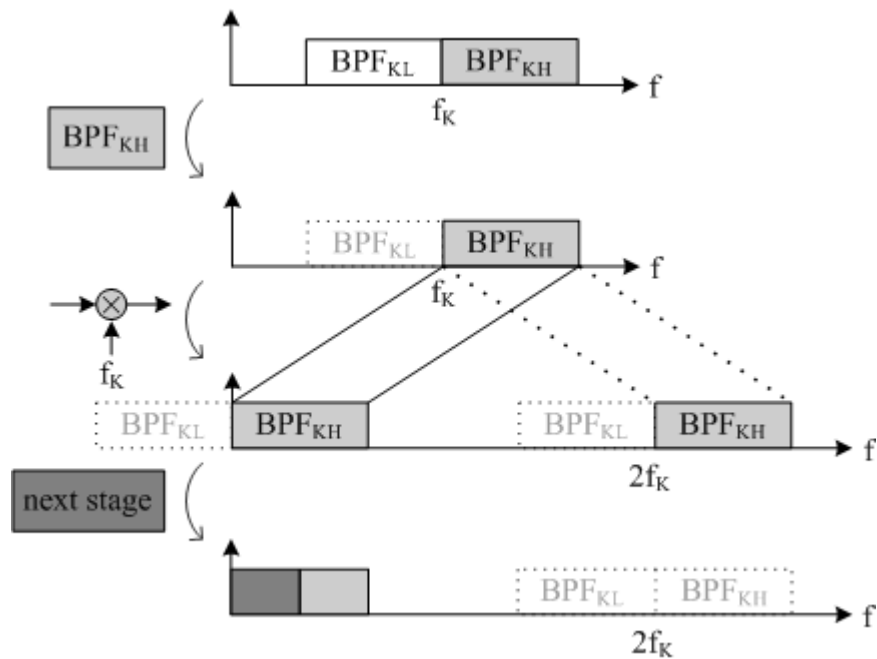 BPF_KL BPF_KH
f
f_K
BPF_KH
BPF_KL BPF_KH
f
f_K
f_K
BPF_KL BPF_KH BPF_KL BPF_KH
f
2f_K
next stage
BPF_KL BPF_KH
f
2f_K